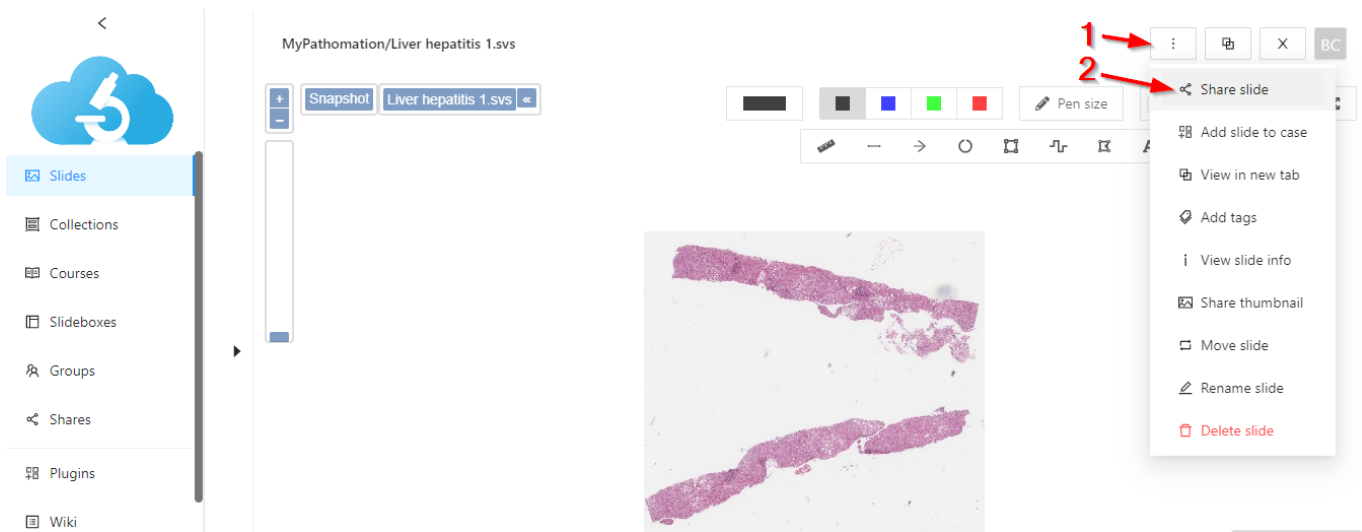 MyPathomation/Liver hepatitis 1.svs
1
BC
2
Share slide
+
Snapshot
Liver hepatitis 1.svs
«
−
Pen size
Add slide to case
A
Slides
View in new tab
Collections
Add tags
Courses
View slide info
Share thumbnail
Slideboxes
Move slide
Groups
Rename slide
Shares
Delete slide
Plugins
Wiki